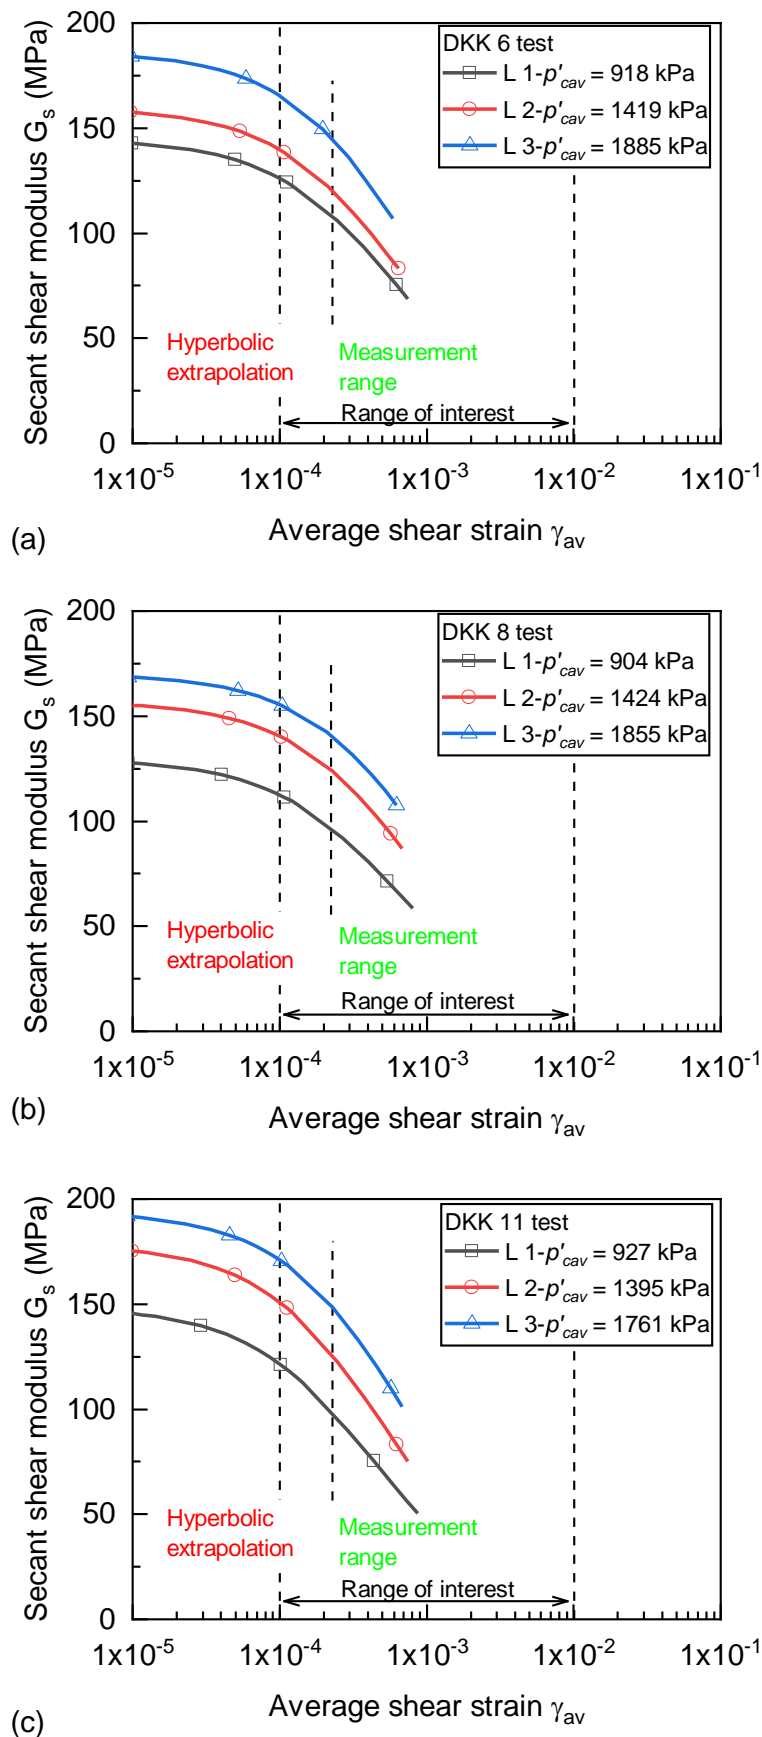 200
150
100
50
0
Secant shear modulus Gₛ (MPa)
DKK 6 test
L 1-p'cav = 918 kPa
L 2-p'cav = 1419 kPa
L 3-p'cav = 1885 kPa
Hyperbolic
extrapolation
Measurement
range
Range of interest
1x10⁻⁵ 1x10⁻⁴ 1x10⁻³ 1x10⁻² 1x10⁻¹
Average shear strain γav
(a)
200
150
100
50
0
Secant shear modulus Gₛ (MPa)
DKK 8 test
L 1-p'cav = 904 kPa
L 2-p'cav = 1424 kPa
L 3-p'cav = 1855 kPa
Hyperbolic
extrapolation
Measurement
range
Range of interest
1x10⁻⁵ 1x10⁻⁴ 1x10⁻³ 1x10⁻² 1x10⁻¹
Average shear strain γav
(b)
200
150
100
50
0
Secant shear modulus Gₛ (MPa)
DKK 11 test
L 1-p'cav = 927 kPa
L 2-p'cav = 1395 kPa
L 3-p'cav = 1761 kPa
Hyperbolic
extrapolation
Measurement
range
Range of interest
1x10⁻⁵ 1x10⁻⁴ 1x10⁻³ 1x10⁻² 1x10⁻¹
Average shear strain γav
(c)